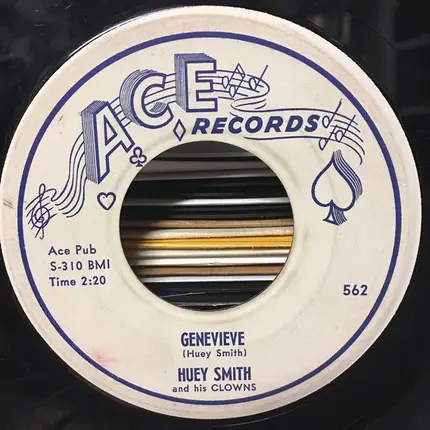 ACE
RECORDS
Ace Pub
S-310 BMI
Time 2:20
562
GENEVIEVE
(Huey Smith)
HUEY SMITH
and his CLOWNS